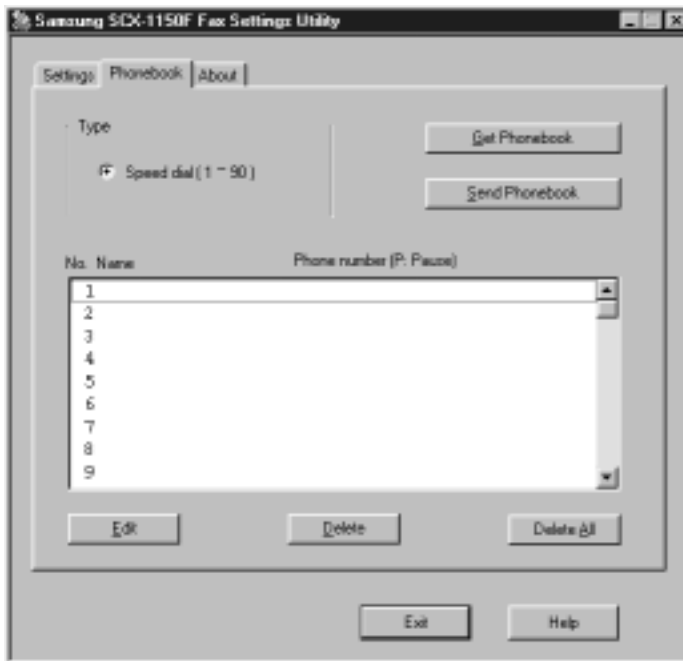 Samsung SCX-1150F Fax Settings Utility
Settings Phonebook About
Type
Speed dial ( 1 ~ 90 )
Get Phonebook
Send Phonebook
No. Name Phone number (P: Pause)
1
2
3
4
5
6
7
8
9
Edit Delete Delete All
Exit Help